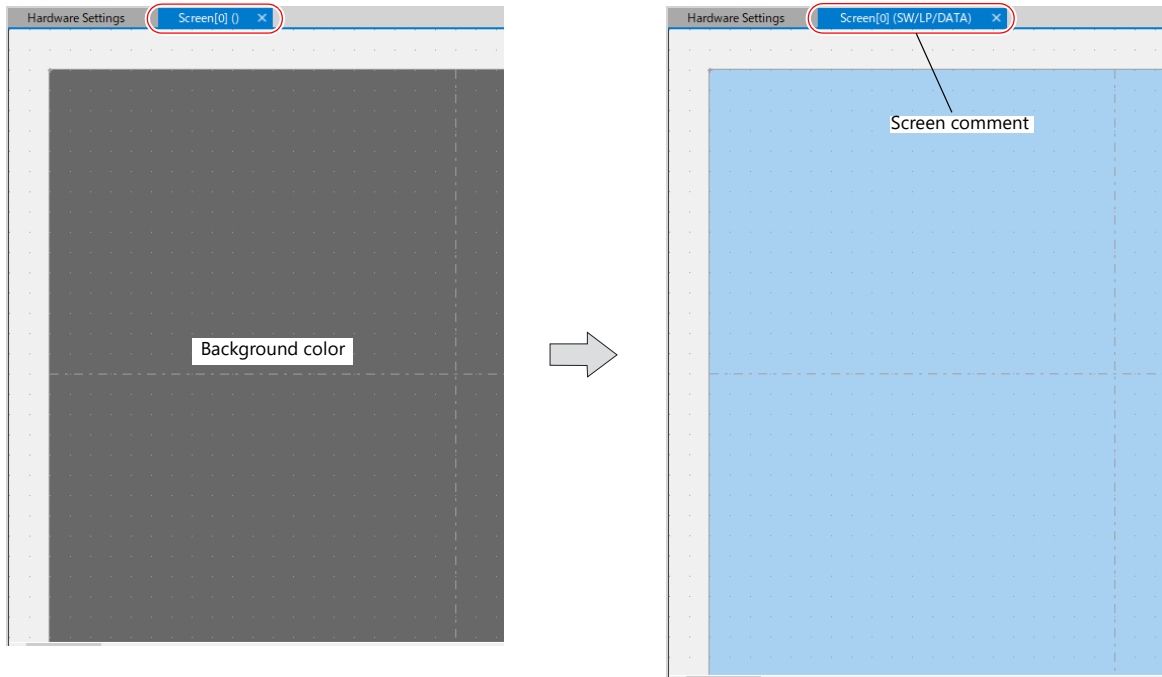 Hardware Settings
Screen[0] ()
Background color
Hardware Settings
Screen[0] (SW/LP/DATA)
Screen comment